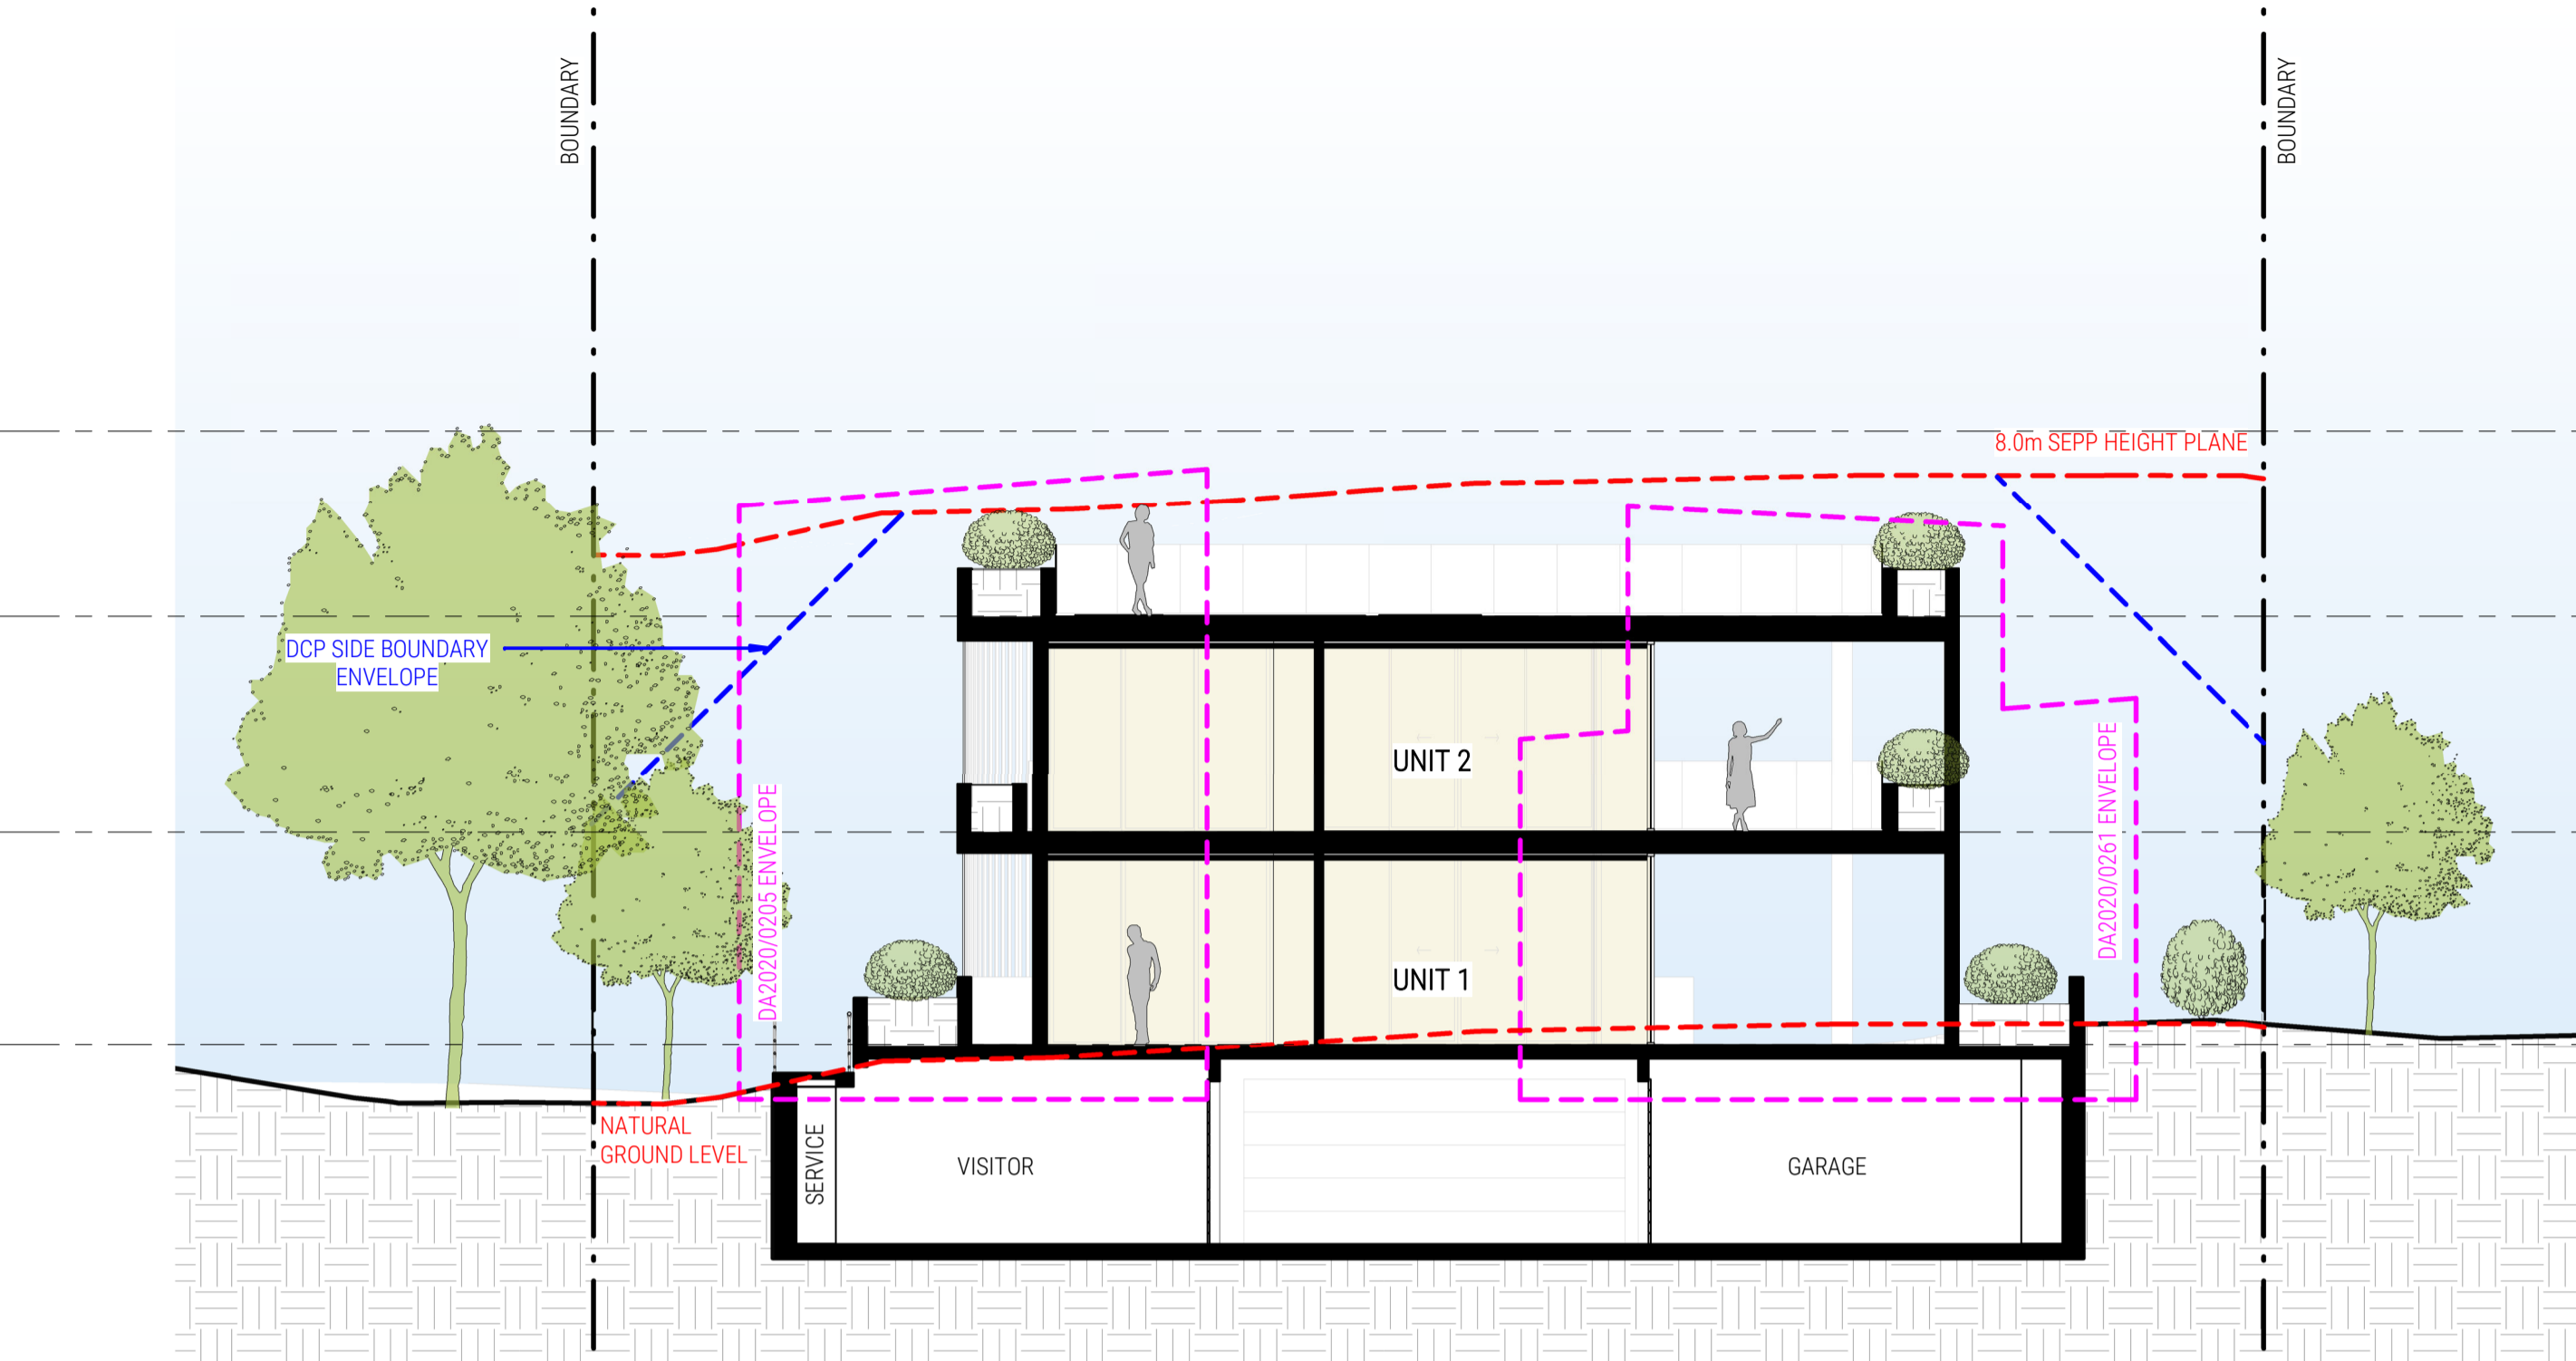 BOUNDARY
BOUNDARY
8.0m SEPP HEIGHT PLANE
DCP SIDE BOUNDARY
ENVELOPE
UNIT 2
DA2020/0205 ENVELOPE
DA2020/0261 ENVELOPE
UNIT 1
NATURAL
GROUND LEVEL
SERVICE
VISITOR
GARAGE